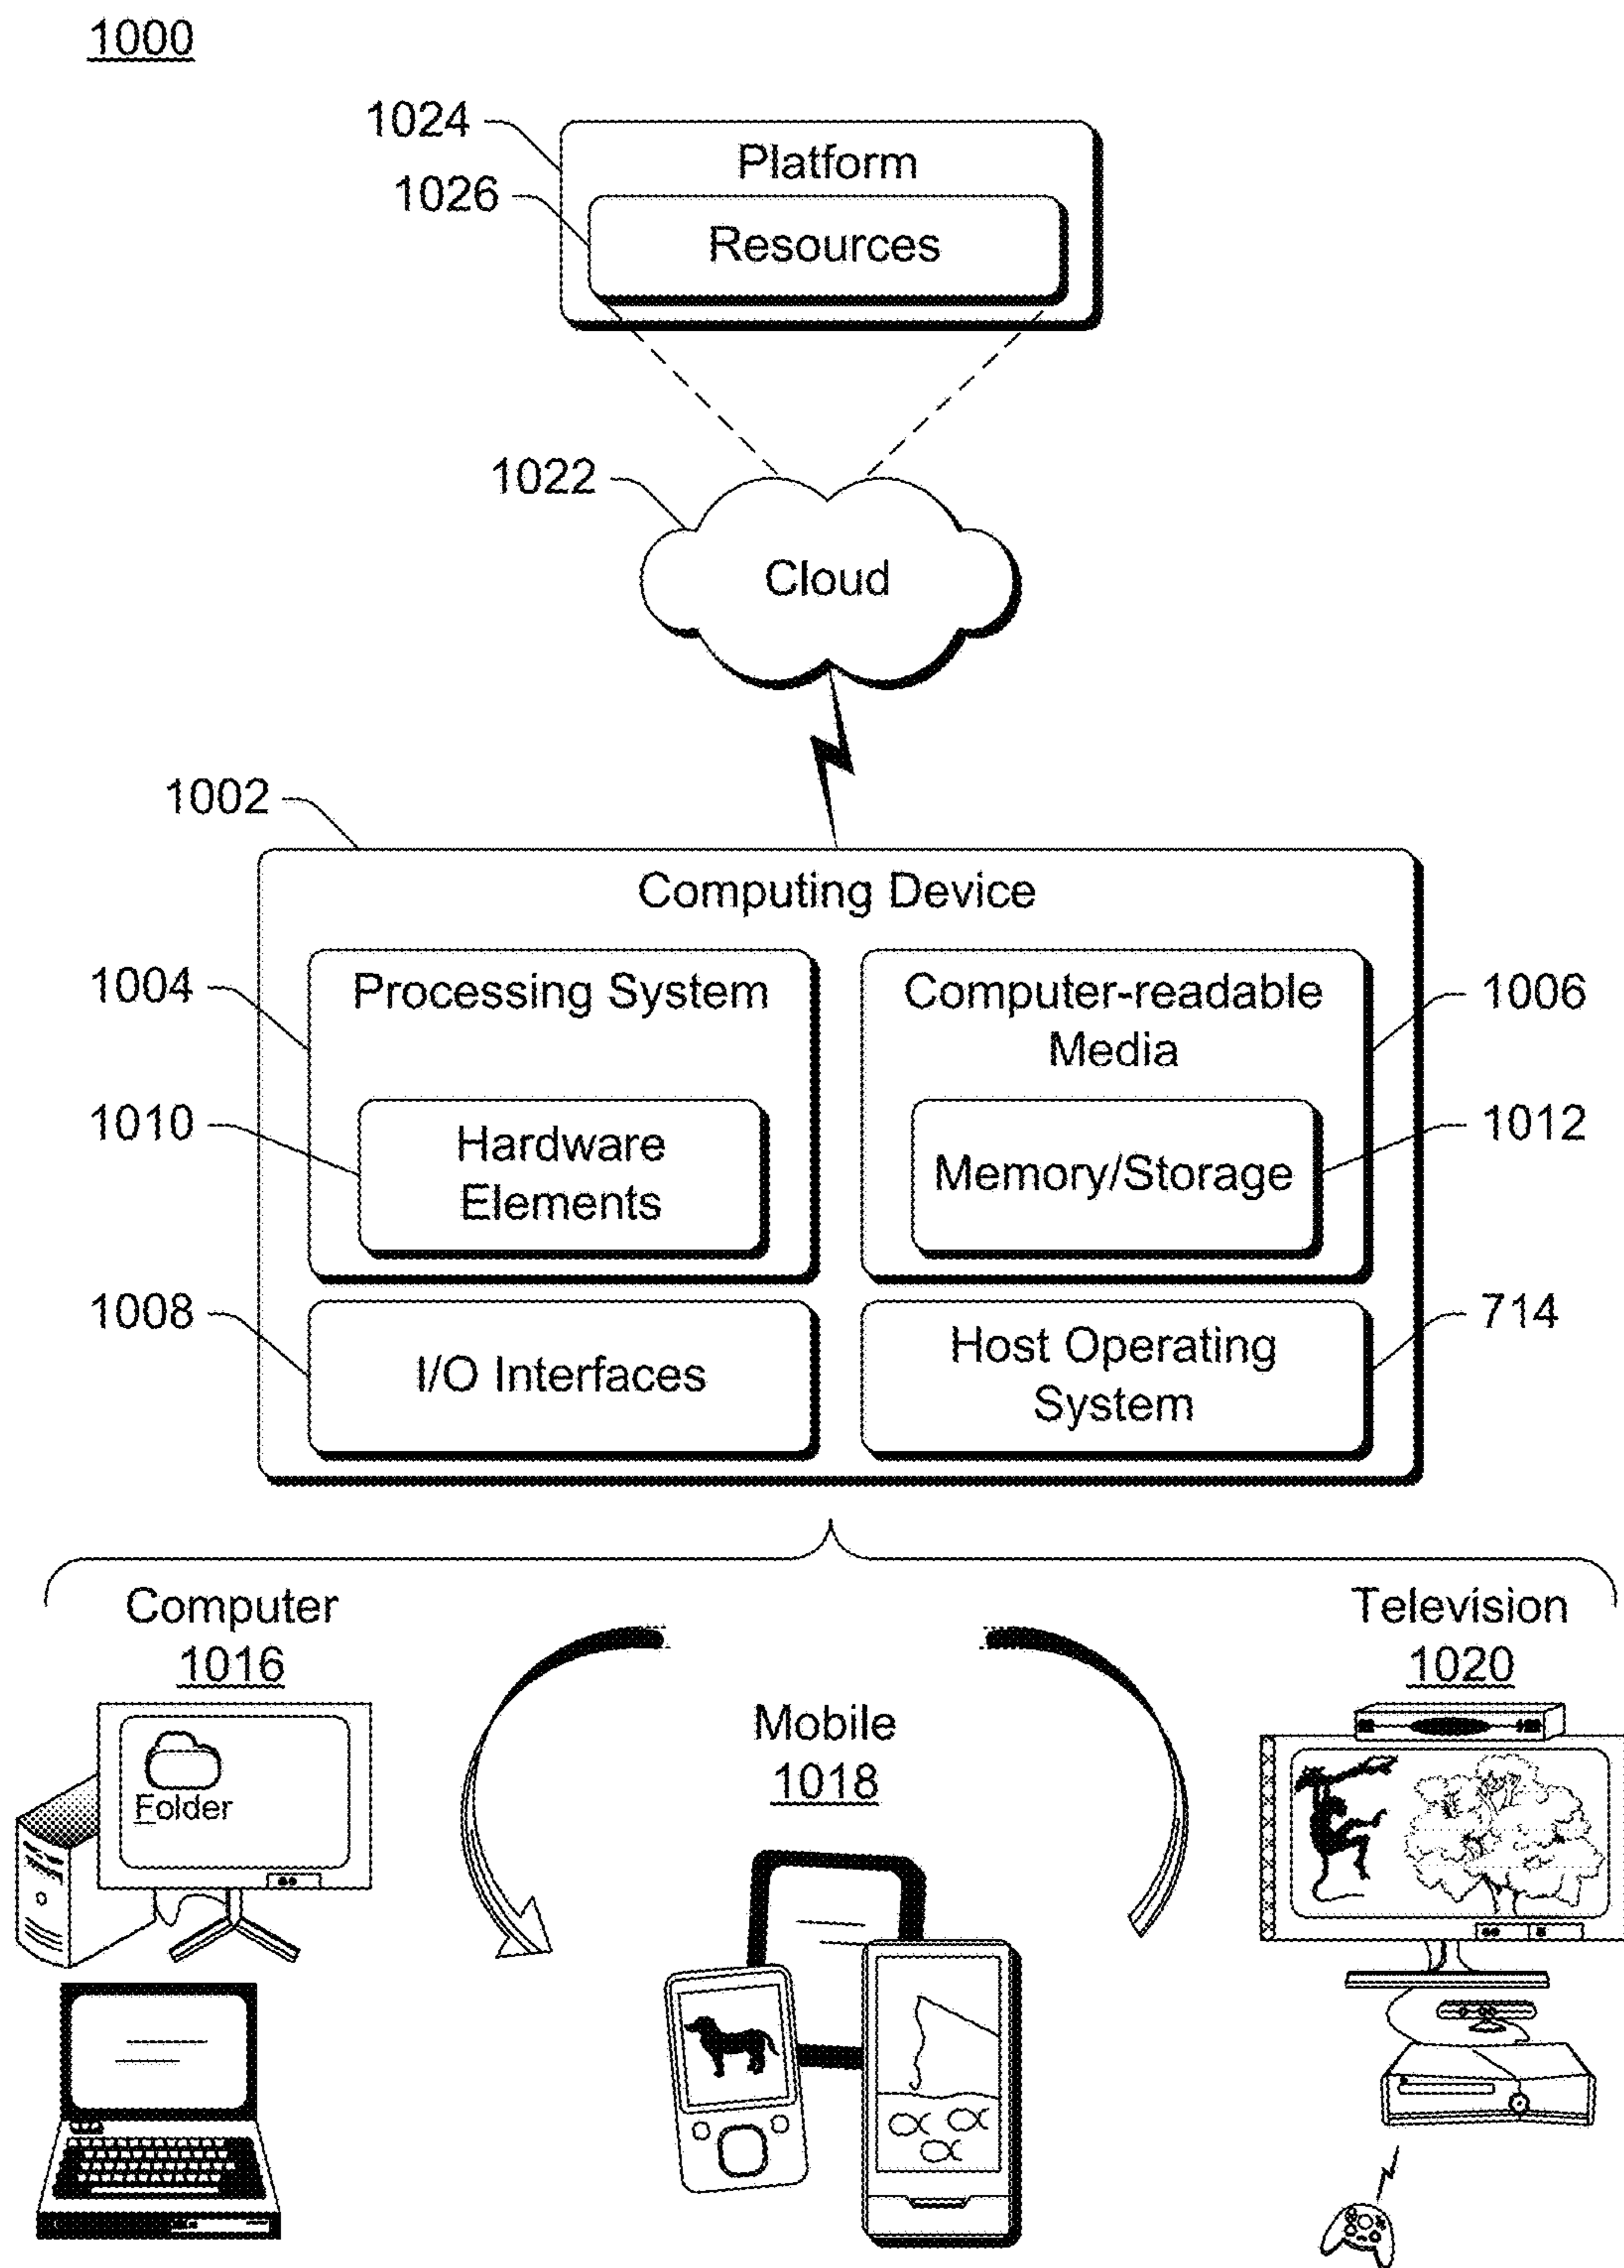 1000
1024
Platform
1026
Resources
1022
Cloud
1002
Computing Device
1004
Processing System
Computer-readable
Media
1006
1010
Hardware
Elements
Memory/Storage
1012
1008
I/O Interfaces
Host Operating
System
714
Computer
1016
Folder
Mobile
1018
Television
1020